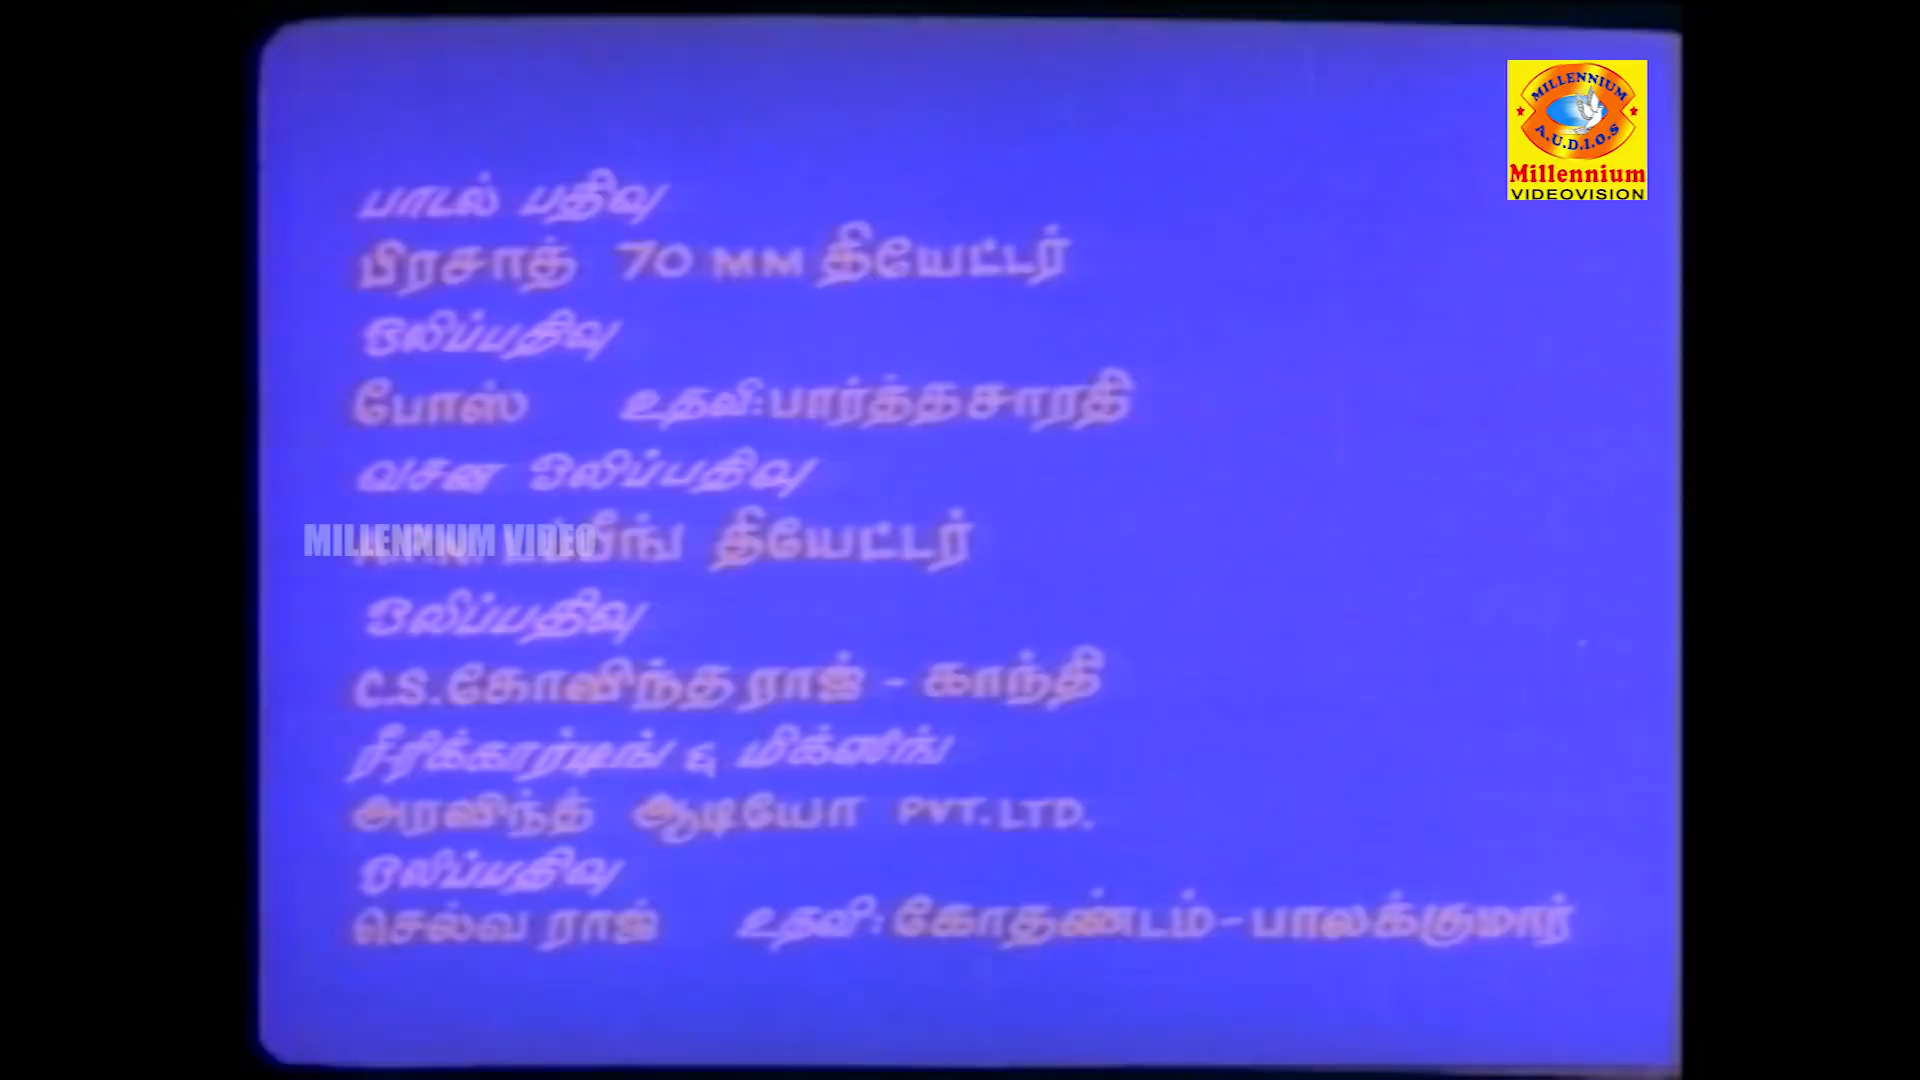 MILLENNIUM
A.U.D.I.O.S
Millennium
VIDEOVISION
பாடல் பதிவு
பிரசாத் 70 MM தியேட்டர்
ஒலிப்பதிவு
போஸ் உதவி: பார்த்தசாரதி
வசன ஒலிப்பதிவு
MILLENNIUM VIDEO
தியேட்டர்
ஒலிப்பதிவு
C.S. கோவிந்தராஜ் - காந்தி
ரீரிக்கார்டிங் & மிக்ஸிங்
அரவிந்த் ஆடியோ PVT. LTD.
ஒலிப்பதிவு
செல்வராஜ் உதவி: கோதண்டம் - பாலக்குமார்